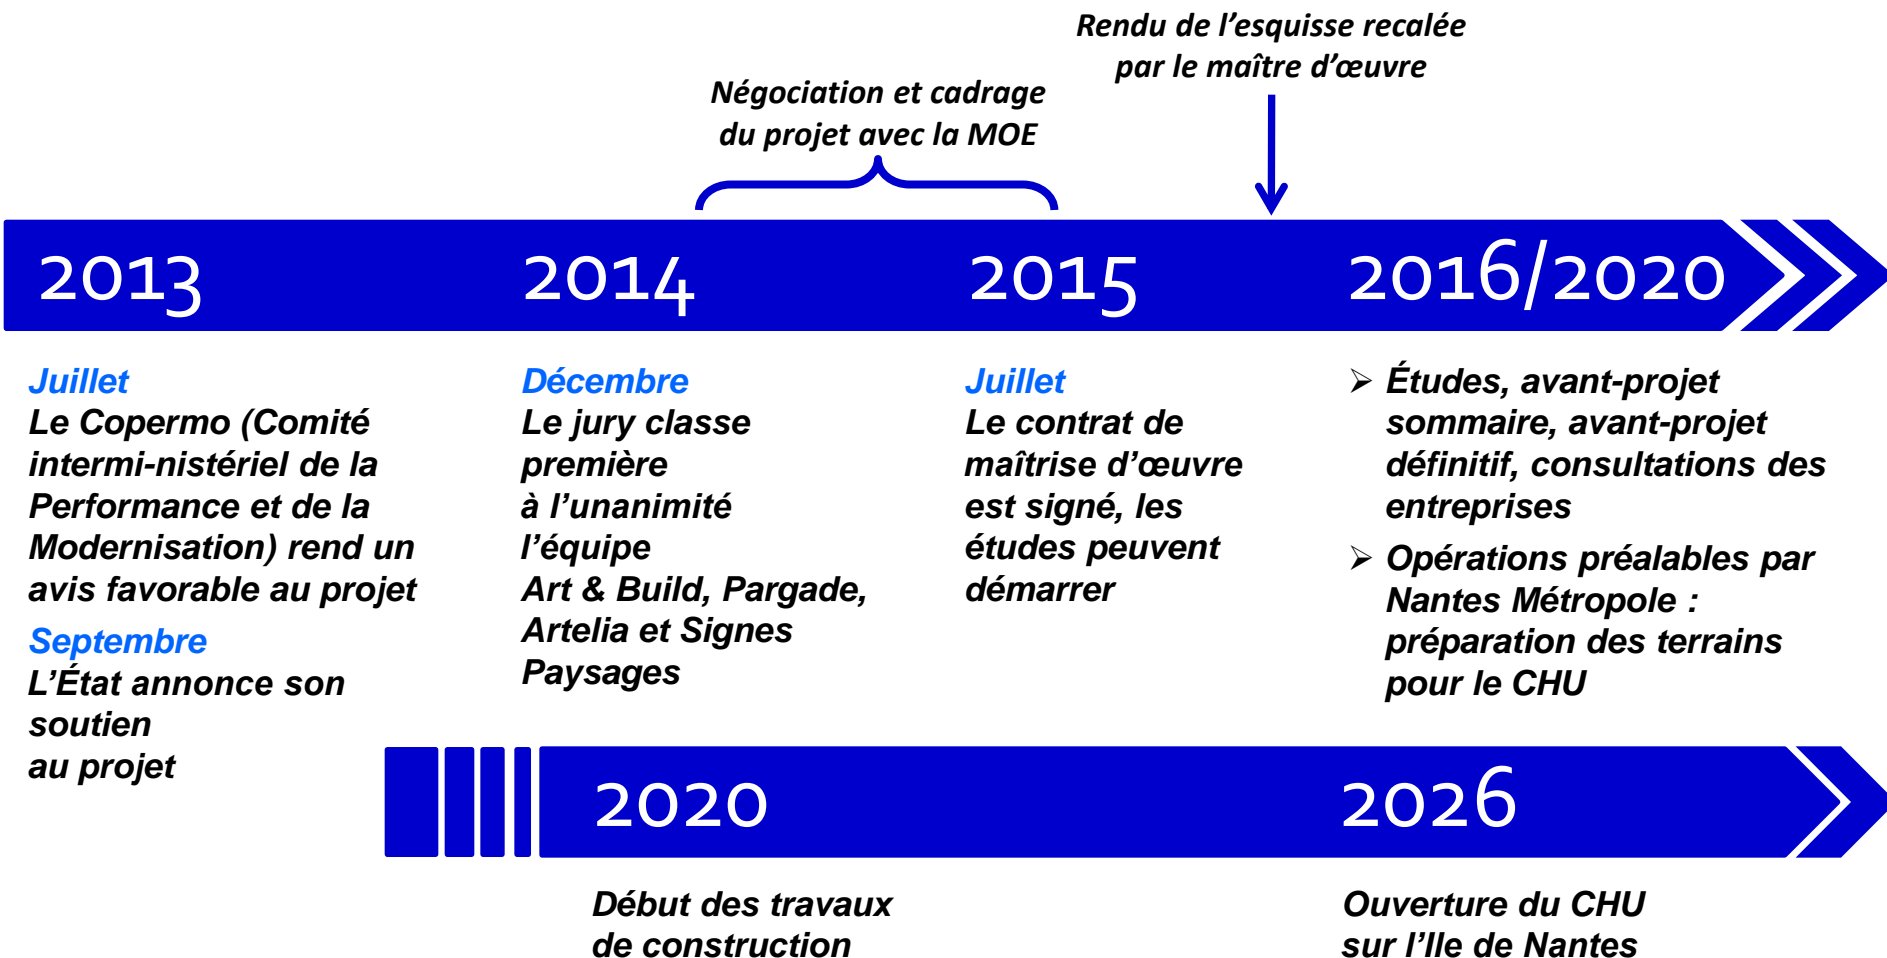 Rendu de l’esquisse recalée
par le maître d’œuvre
Négociation et cadrage
du projet avec la MOE
2013
2014
2015
2016/2020
Juillet
Le Copermo (Comité
intermi-nistériel de la
Performance et de la
Modernisation) rend un
avis favorable au projet
Septembre
L’État annonce son
soutien
au projet
Décembre
Le jury classe
première
à l’unanimité
l’équipe
Art & Build, Pargade,
Artelia et Signes
Paysages
Juillet
Le contrat de
maîtrise d’œuvre
est signé, les
études peuvent
démarrer
➢ Études, avant-projet
sommaire, avant-projet
définitif, consultations des
entreprises
➢ Opérations préalables par
Nantes Métropole :
préparation des terrains
pour le CHU
2020
2026
Début des travaux
de construction
Ouverture du CHU
sur l’Ile de Nantes